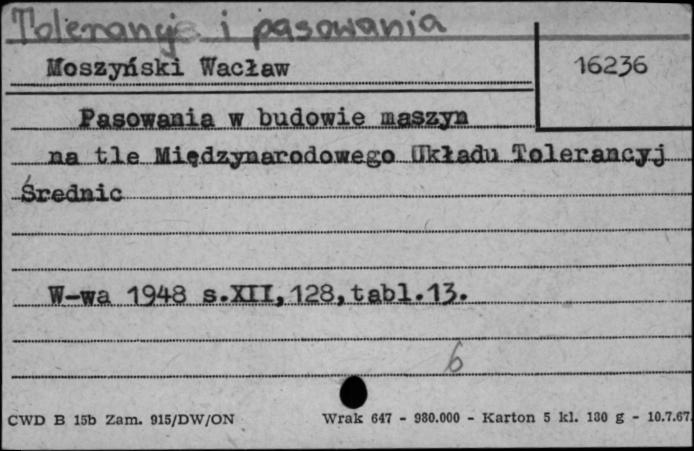 Tolerancje i pasowania
Moszyński Wacław
16236
Pasowania w budowie maszyn
na tle Międzynarodowego Układu Tolerancyj
Średnic
W-wa 1948 s.XII,128,tabl.13.
6
CWD B 15b Zam. 915/DW/ON
Wrak 647 - 980.000 - Karton 5 kl. 180 g - 10.7.67.